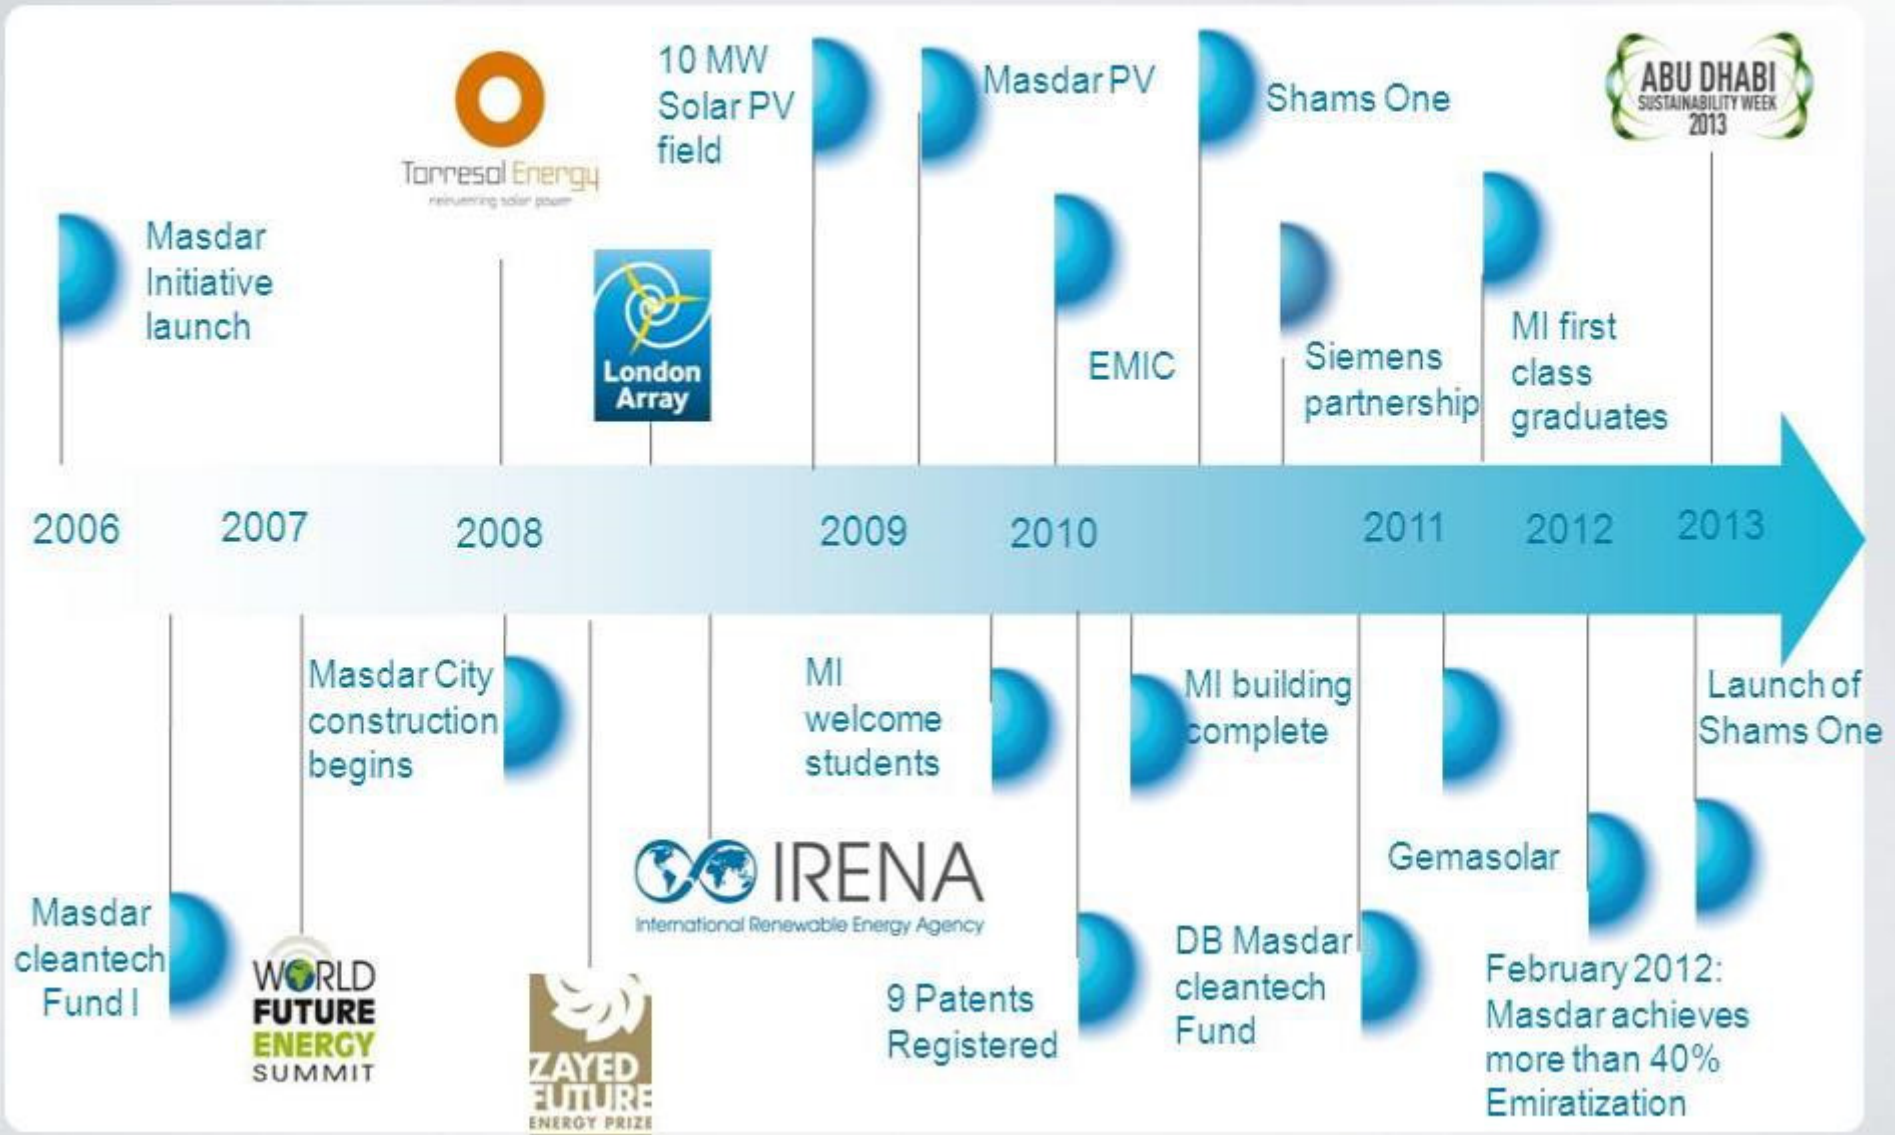 10 MW
Solar PV
field
Masdar PV
Shams One
ABU DHABI
SUSTAINABILITY WEEK
2013
Torresol Energy
reinventing solar power
Masdar
Initiative
launch
London
Array
EMIC
Siemens
partnership
MI first
class
graduates
2006
2007
2008
2009
2010
2011
2012
2013
Masdar City
construction
begins
MI
welcome
students
MI building
complete
Launch of
Shams One
IRENA
International Renewable Energy Agency
Gemasolar
Masdar
cleantech
Fund I
WORLD
FUTURE
ENERGY
SUMMIT
ZAYED
FUTURE
ENERGY PRIZE
9 Patents
Registered
DB Masdar
cleantech
Fund
February 2012:
Masdar achieves
more than 40%
Emiratization